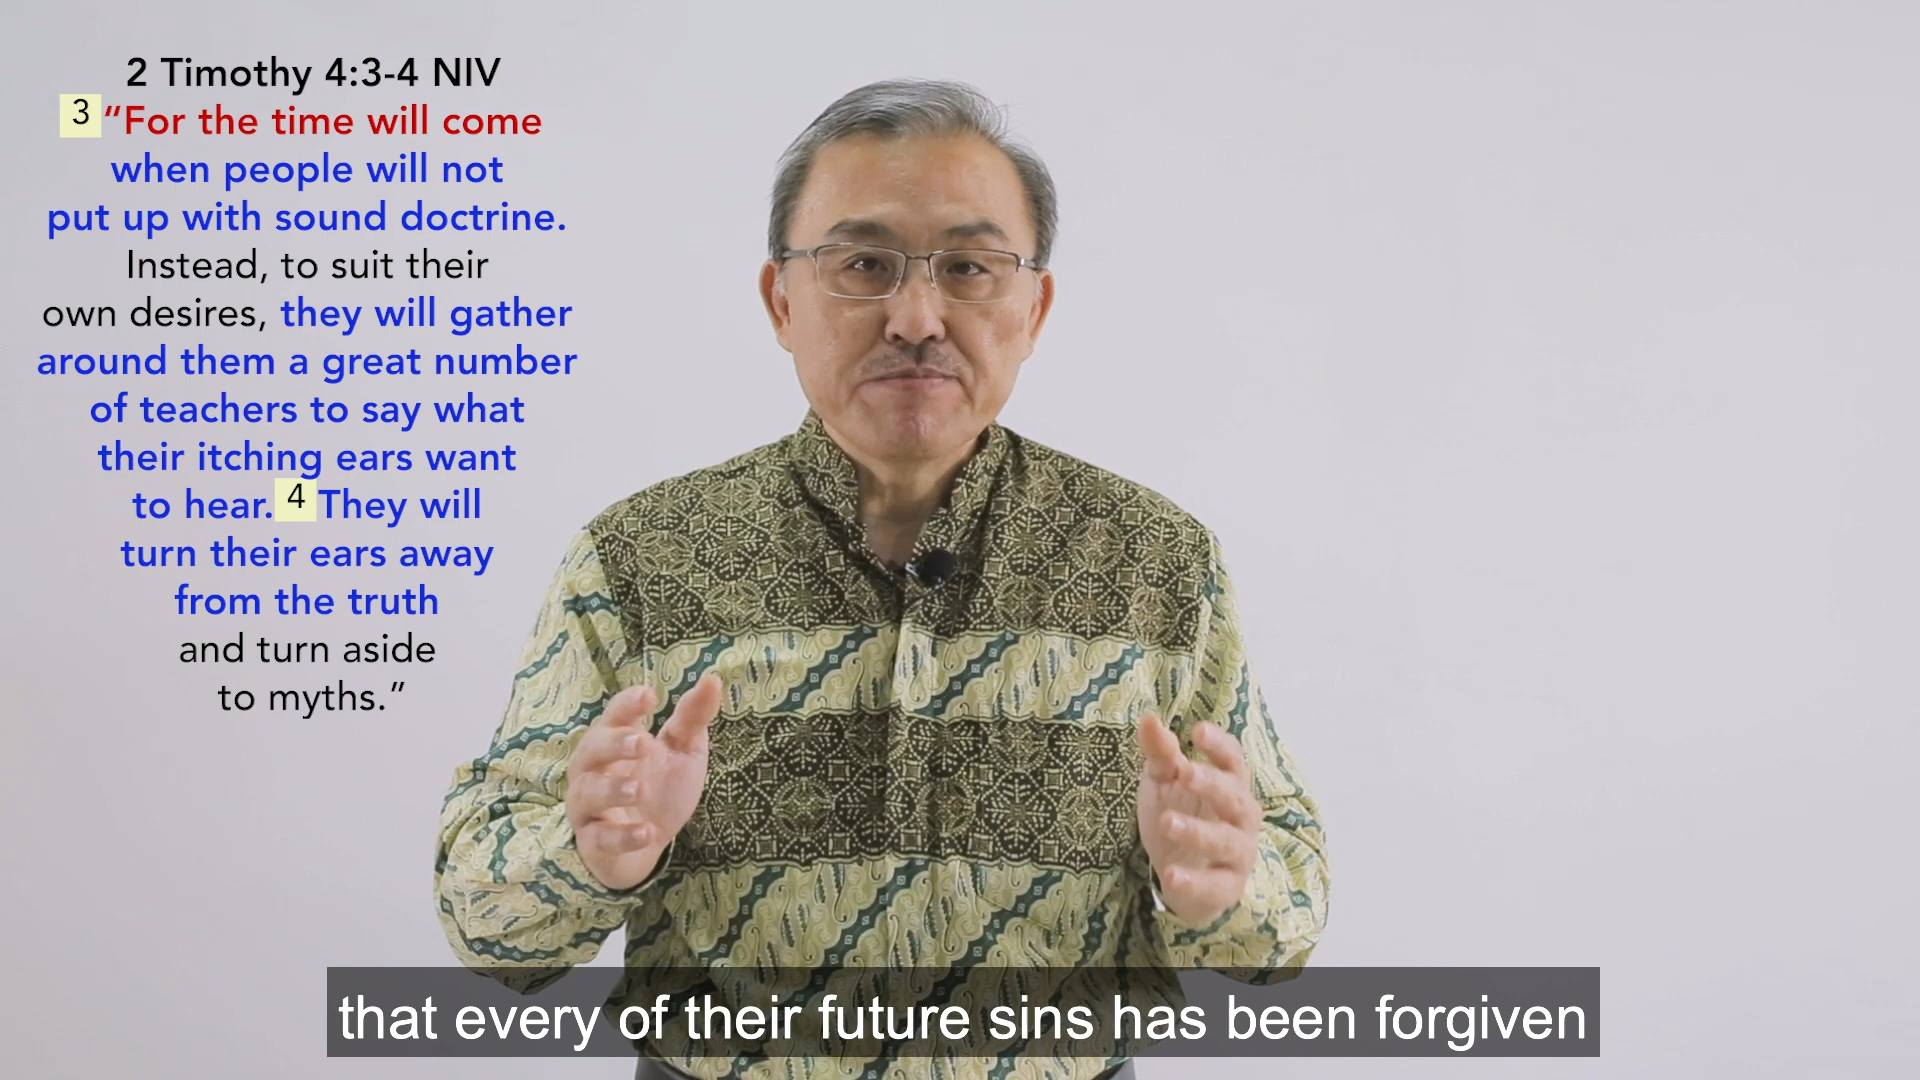 2 Timothy 4:3-4 NIV
3 “For the time will come
when people will not
put up with sound doctrine.
Instead, to suit their
own desires, they will gather
around them a great number
of teachers to say what
their itching ears want
to hear. 4 They will
turn their ears away
from the truth
and turn aside
to myths.”
that every of their future sins has been forgiven